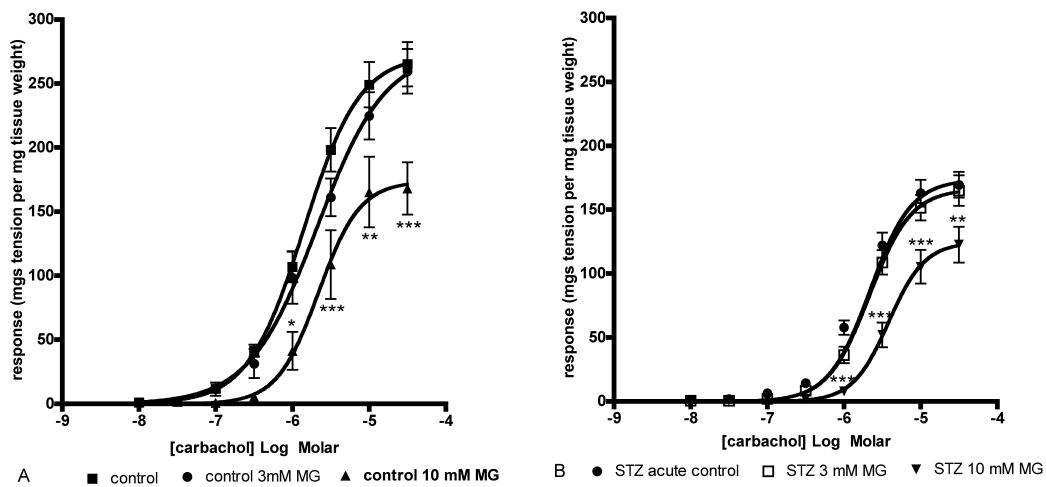 300
250
200
150
100
50
0
response (mgs tension per mg tissue weight)
*
***
**
***
-9 -8 -7 -6 -5 -4
[carbachol] Log Molar
A control control 3mM MG control 10 mM MG
300
250
200
150
100
50
0
response (mgs tension per mg tissue weight)
***
***
***
**
-9 -8 -7 -6 -5 -4
[carbachol] Log Molar
B STZ acute control STZ 3 mM MG STZ 10 mM MG